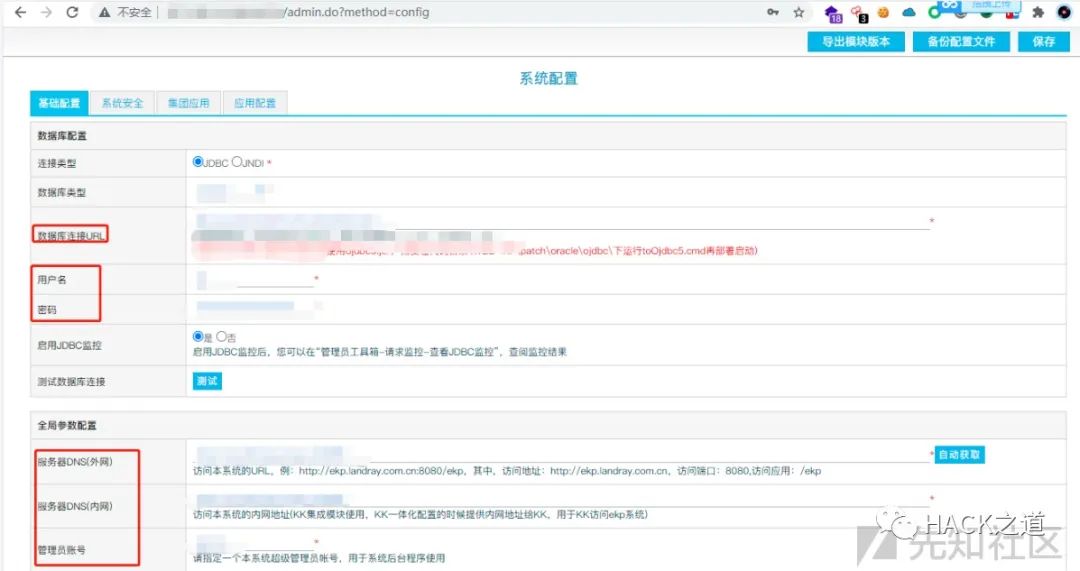 不安全
/admin.do?method=config
18
3
导出模块版本 备份配置文件 保存
系统配置
基础配置 系统安全 集团应用 应用配置
数据库配置
连接类型 JDBC JNDI *
数据库类型
数据库连接URL *
patch\oracle\ojdbc\下运行toOjdbc5.cmd再部署启动)
用户名 *
密码
启用JDBC监控 是 否
启用JDBC监控后，您可以在“管理员工具箱-请求监控-查看JDBC监控”，查阅监控结果
测试数据库连接 测试
全局参数配置
服务器DNS(外网) * 自动获取
访问本系统的URL，例：http://ekp.landray.com.cn:8080/ekp，其中，访问地址：http://ekp.landray.com.cn，访问端口：8080,访问应用：/ekp
服务器DNS(内网) *
访问本系统的内网地址(KK集成模块使用，KK一体化配置的时候提供内网地址给KK，用于KK访问ekp系统)
管理员账号 *
请指定一个本系统超级管理员帐号，用于系统后台程序使用
HACK之道
先知社区